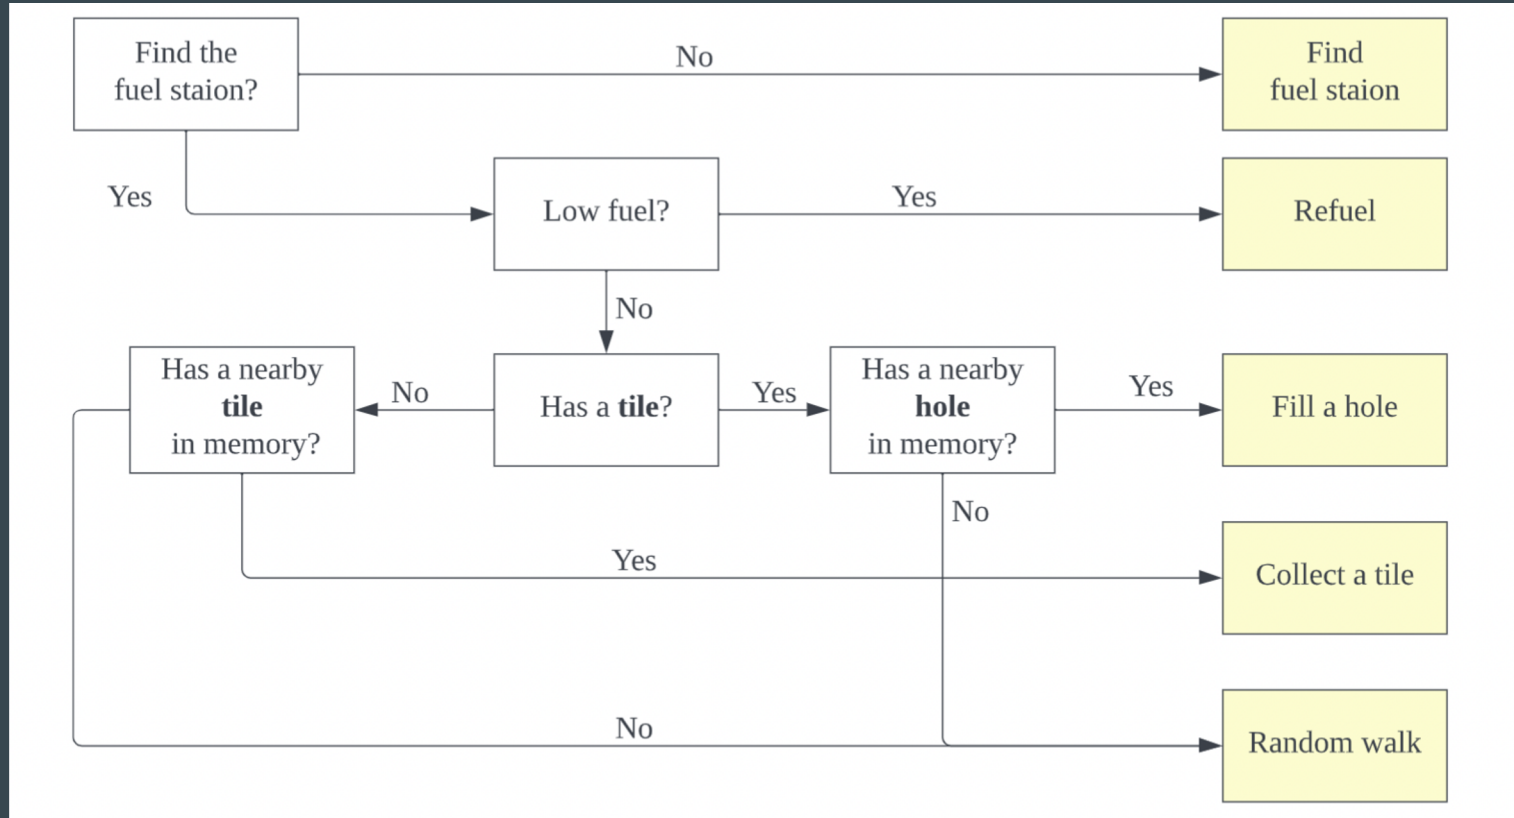 Find the
fuel staion?
No
Find
fuel staion
Yes
Low fuel?
Yes
Refuel
No
Has a nearby
tile
in memory?
No
Has a tile?
Yes
Has a nearby
hole
in memory?
Yes
Fill a hole
No
Yes
Collect a tile
No
Random walk